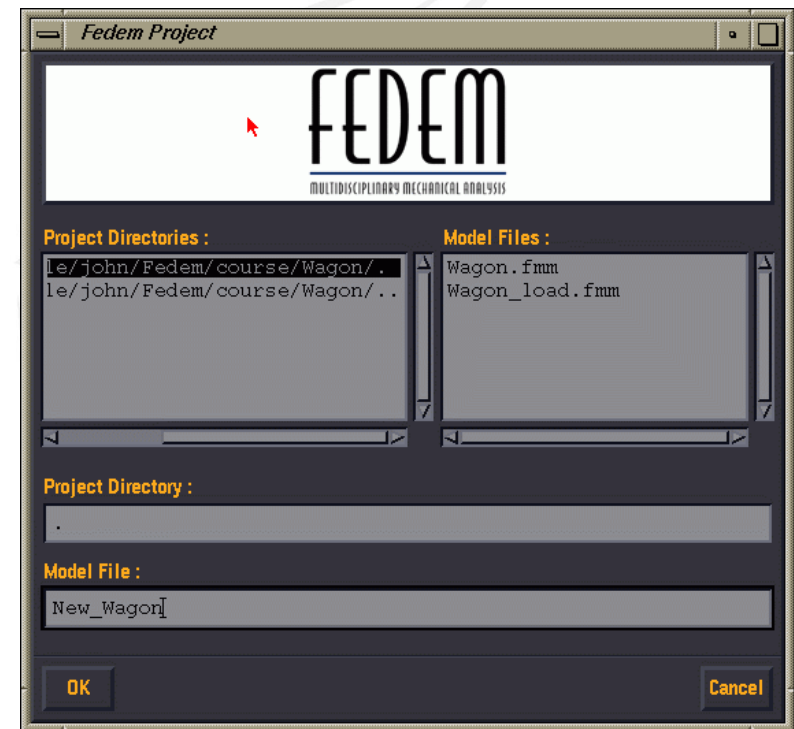 Fedem Project
FEDEM
MULTIDISCIPLINARY MECHANICAL ANALYSIS
Project Directories :
le/john/Fedem/course/Wagon/.
le/john/Fedem/course/Wagon/..
Model Files :
Wagon.fmm
Wagon_load.fmm
Project Directory :
.
Model File :
New_Wagon
OK
Cancel